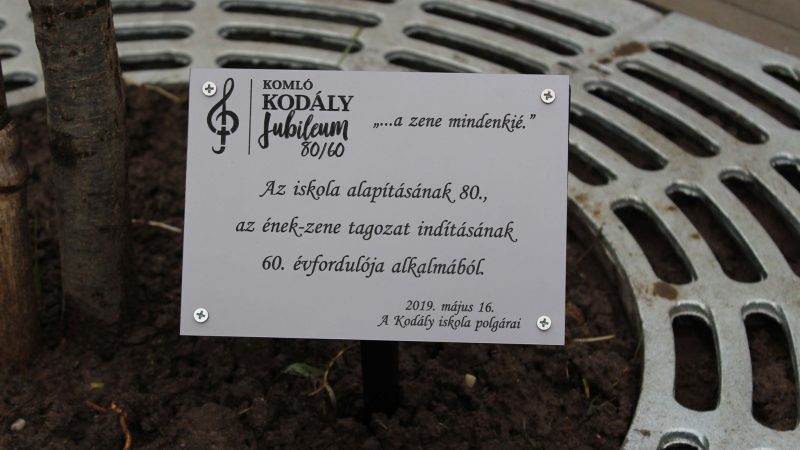 KOMLÓ
KODÁLY
Jubileum
80/60
„...a zene mindenkié.”
Az iskola alapításának 80.,
az ének-zene tagozat indításának
60. évfordulója alkalmából.
2019. május 16.
A Kodály iskola polgárai